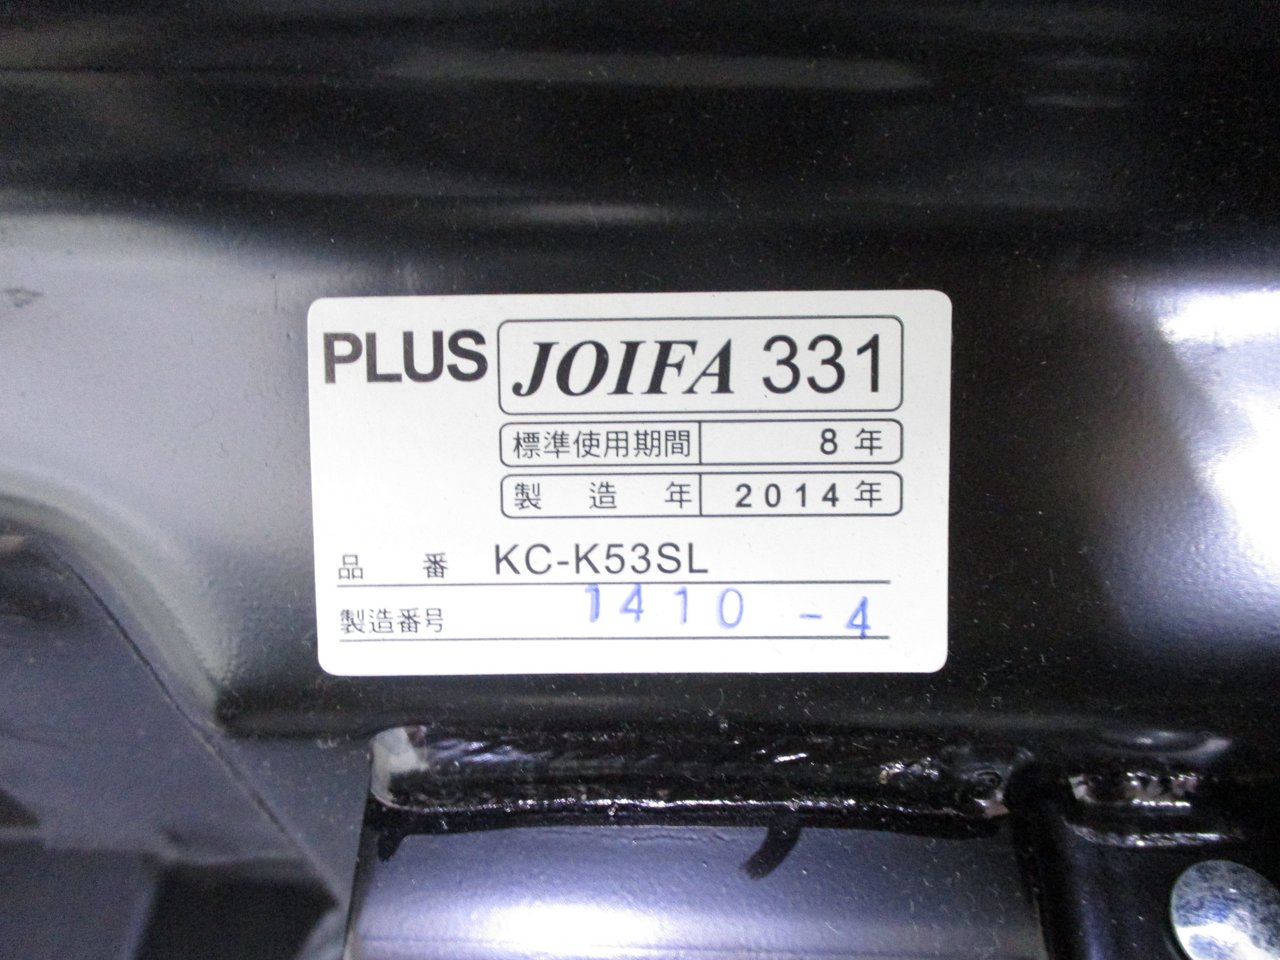 PLUS JOIFA 331
標準使用期間 8 年
製造年 2014 年
品番 KC-K53SL
製造番号 1410 -4